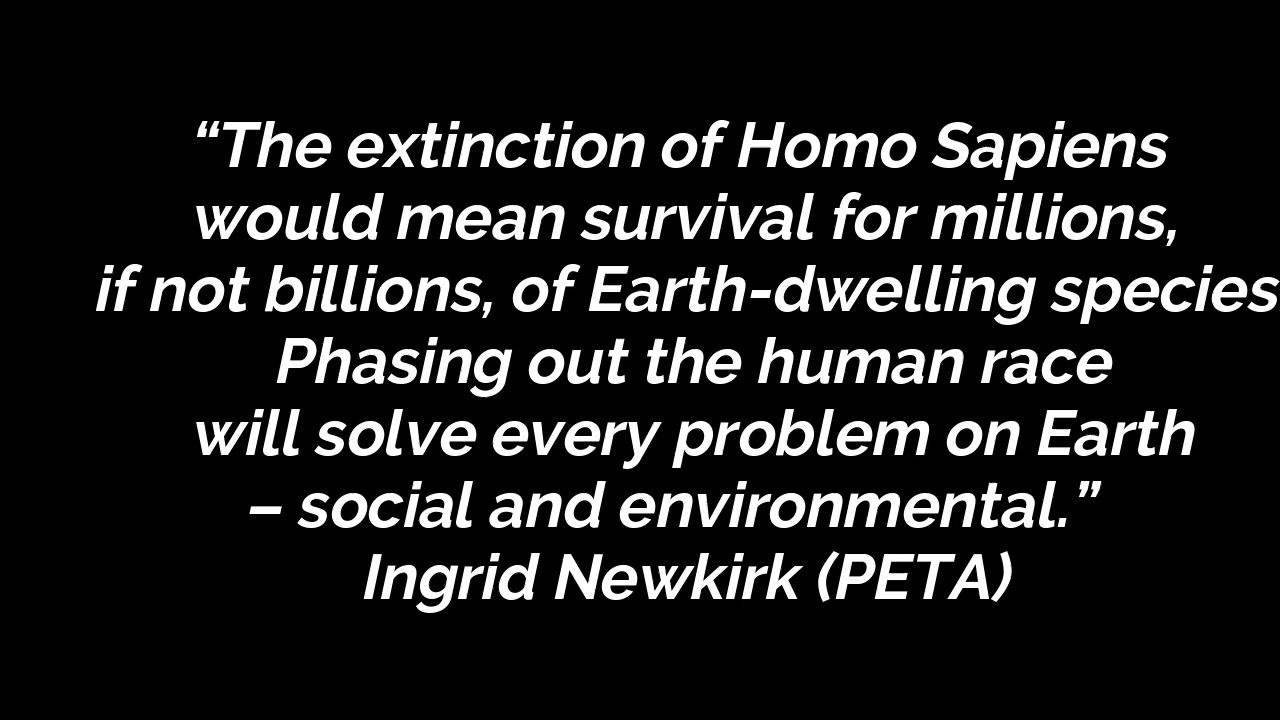 “The extinction of Homo Sapiens
would mean survival for millions,
if not billions, of Earth-dwelling species
Phasing out the human race
will solve every problem on Earth
– social and environmental.”
Ingrid Newkirk (PETA)